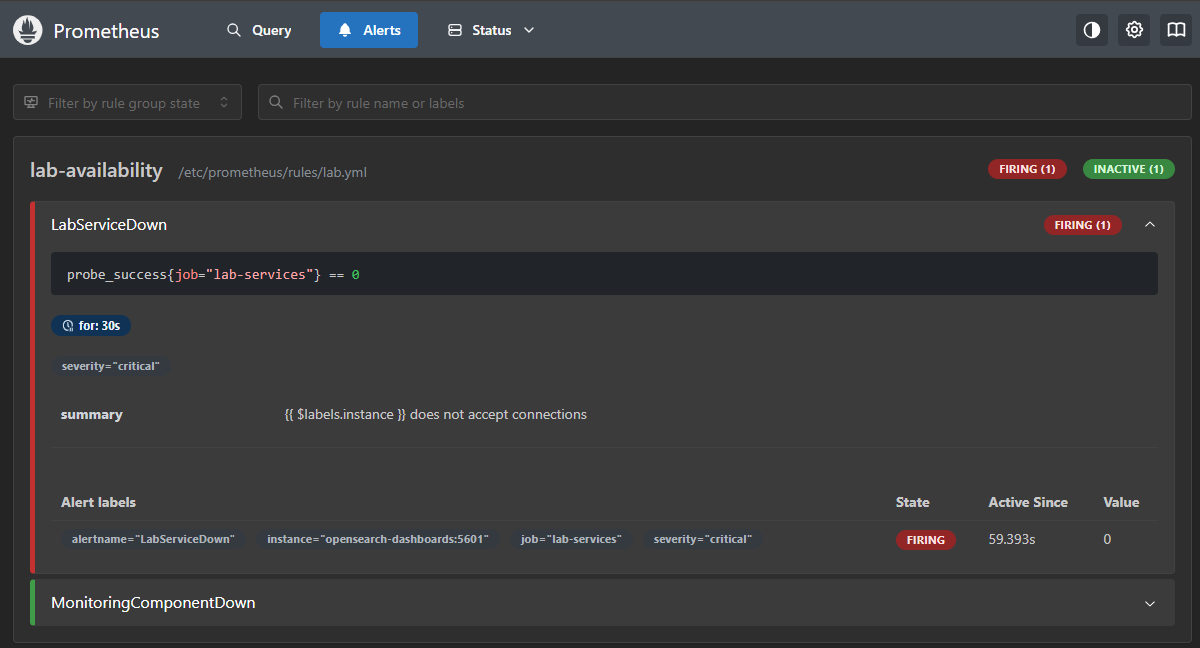 Prometheus Query Alerts Status
Filter by rule group state Filter by rule name or labels
lab-availability /etc/prometheus/rules/lab.yml FIRING (1) INACTIVE (1)
LabServiceDown FIRING (1)
probe_success{job="lab-services"} == 0
for: 30s
severity="critical"
summary {{ $labels.instance }} does not accept connections
Alert labels State Active Since Value
alertname="LabServiceDown" instance="opensearch-dashboards:5601" job="lab-services" severity="critical" FIRING 59.393s 0
MonitoringComponentDown